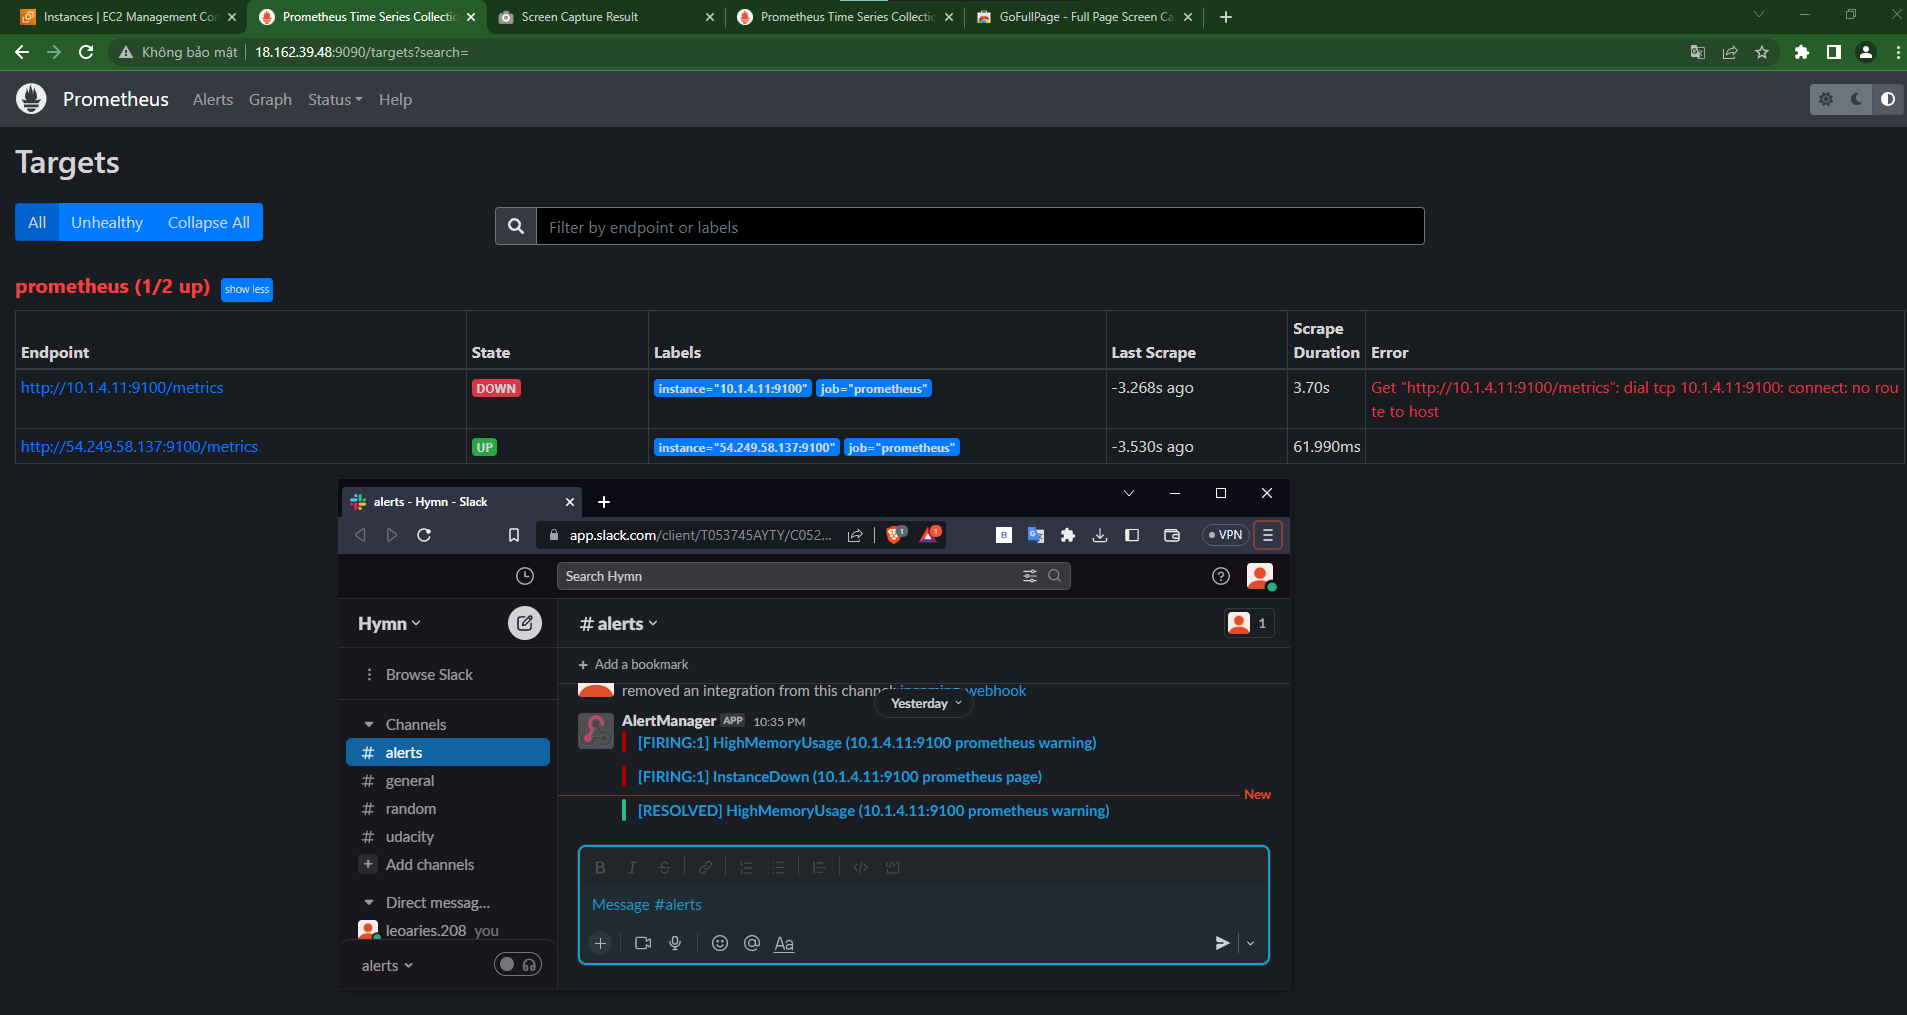 Instances | EC2 Management Con
Prometheus Time Series Collectio
Screen Capture Result
Prometheus Time Series Collectio
GoFullPage - Full Page Screen Ca
Không bảo mật
18.162.39.48:9090/targets?search=
Prometheus
Alerts
Graph
Status
Help
Targets
All
Unhealthy
Collapse All
Filter by endpoint or labels
prometheus (1/2 up)
show less
Endpoint
State
Labels
Last Scrape
Scrape
Duration
Error
http://10.1.4.11:9100/metrics
DOWN
instance="10.1.4.11:9100"
job="prometheus"
-3.268s ago
3.70s
Get "http://10.1.4.11:9100/metrics": dial tcp 10.1.4.11:9100: connect: no rou
te to host
http://54.249.58.137:9100/metrics
UP
instance="54.249.58.137:9100"
job="prometheus"
-3.530s ago
61.990ms
alerts - Hymn - Slack
app.slack.com/client/T053745AYTY/C052...
1
1
B
VPN
Search Hymn
Hymn
# alerts
1
Browse Slack
+ Add a bookmark
removed an integration from this channel: incoming-webhook
Yesterday
Channels
# alerts
# general
# random
# udacity
+ Add channels
Direct messag...
leoaries.208 you
alerts
AlertManager APP 10:35 PM
[FIRING:1] HighMemoryUsage (10.1.4.11:9100 prometheus warning)
[FIRING:1] InstanceDown (10.1.4.11:9100 prometheus page)
New
[RESOLVED] HighMemoryUsage (10.1.4.11:9100 prometheus warning)
B I S
Message #alerts
Aa